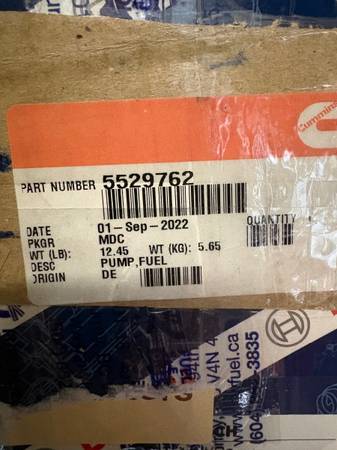 Cummins
PART NUMBER 5529762
DATE 01-Sep-2022 QUANTITY
PKGR MDC
WT (LB): 12.45 WT (KG): 5.65
DESC PUMP,FUEL
ORIGIN DE
V4N 4
fuel.ca
(604) -3835